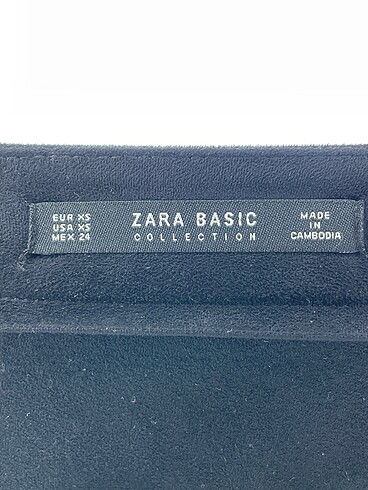 EUR XS
USA XS
MEX 24
ZARA BASIC
COLLECTION
MADE
IN
CAMBODIA